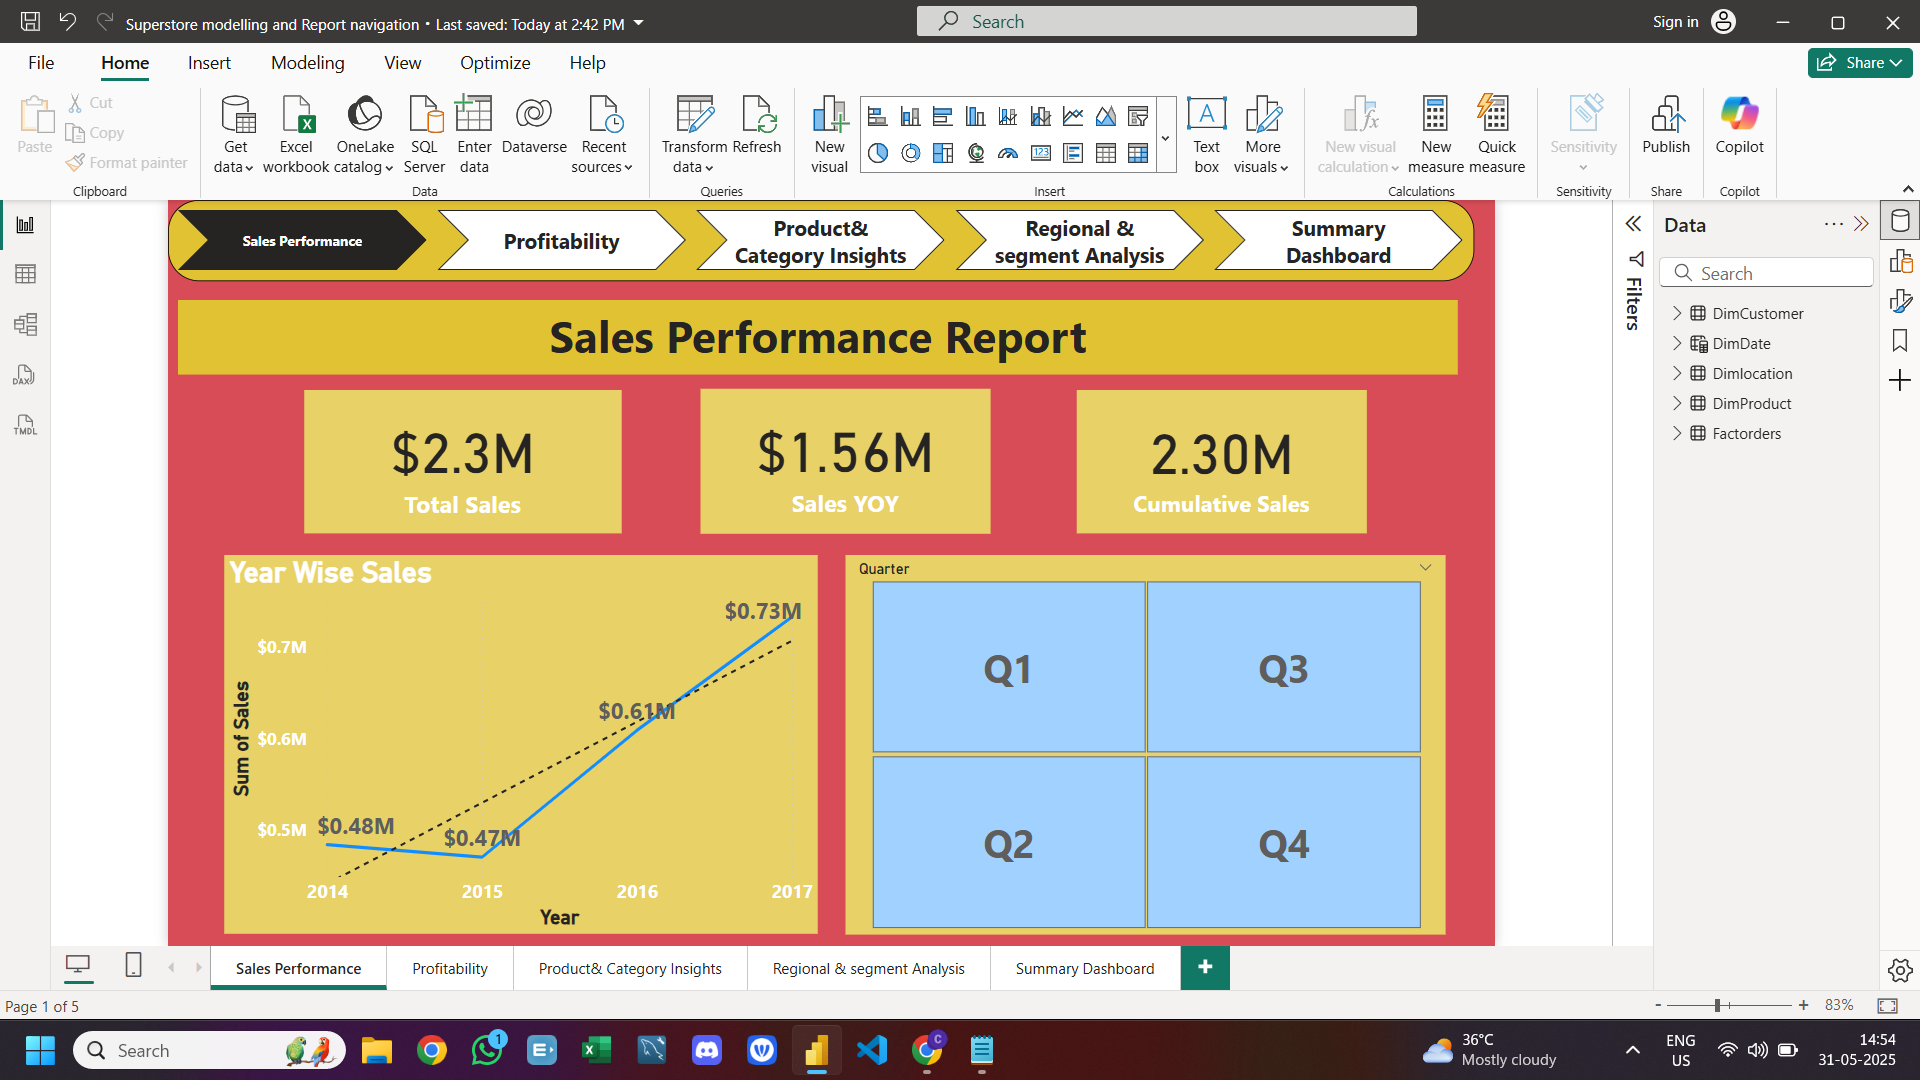 Superstore modelling and Report navigation • Last saved: Today at 2:42 PM
Search
Sign in
File
Home
Insert
Modeling
View
Optimize
Help
Share
Paste
Cut
Copy
Format painter
Clipboard
Get data
Excel workbook
OneLake catalog
SQL Server
Enter data
Dataverse
Recent sources
Data
Transform data
Refresh
Queries
New visual
Text box
More visuals
Insert
New visual calculation
New measure
Quick measure
Calculations
Sensitivity
Sensitivity
Publish
Share
Copilot
Copilot
Sales Performance
Profitability
Product&
Category Insights
Regional &
segment Analysis
Summary
Dashboard
Sales Performance Report
$2.3M
Total Sales
$1.56M
Sales YOY
2.30M
Cumulative Sales
Year Wise Sales
$0.7M
$0.6M
$0.5M
Sum of Sales
$0.48M
$0.47M
$0.61M
$0.73M
2014
2015
2016
2017
Year
Quarter
Q1
Q3
Q2
Q4
Filters
Data
Search
DimCustomer
DimDate
Dimlocation
DimProduct
Factorders
DAX
TMDL
Sales Performance
Profitability
Product& Category Insights
Regional & segment Analysis
Summary Dashboard
Page 1 of 5
83%
Search
1
C
36°C
Mostly cloudy
ENG
US
14:54
31-05-2025